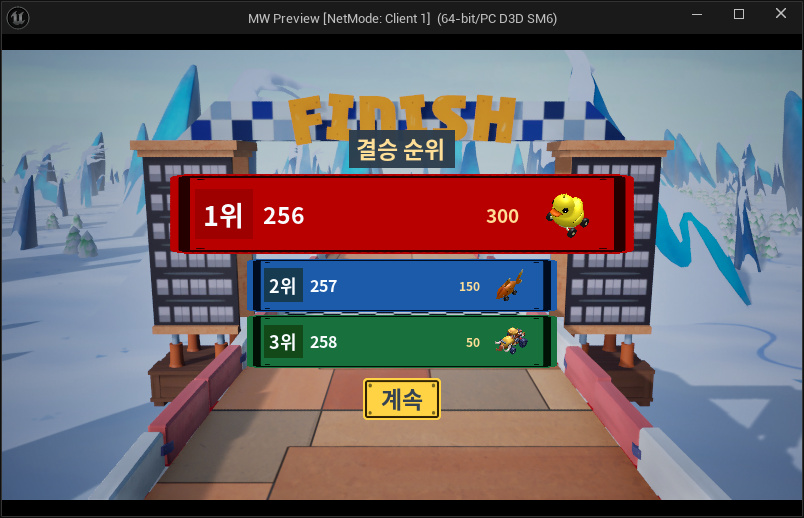 MW Preview [NetMode: Client 1] (64-bit/PC D3D SM6)
FINISH
결승 순위
1위 256 300
2위 257 150
3위 258 50
계속